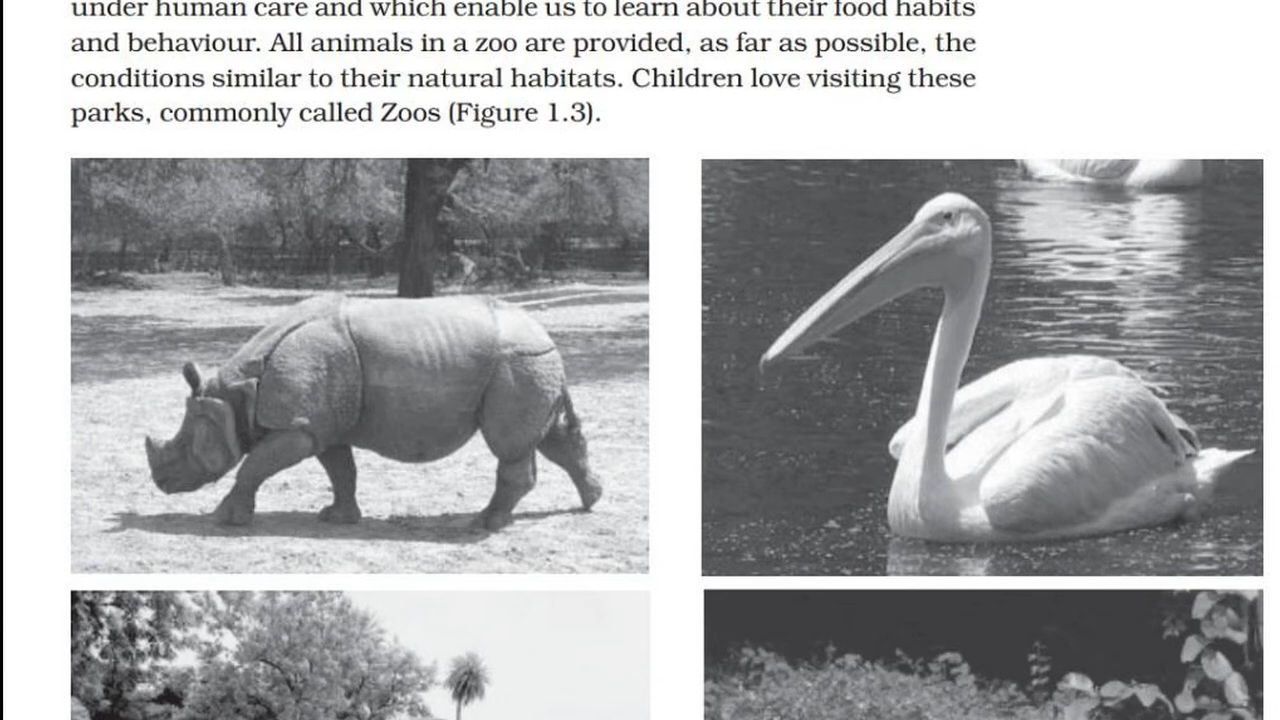 under human care and which enable us to learn about their food habits
and behaviour. All animals in a zoo are provided, as far as possible, the
conditions similar to their natural habitats. Children love visiting these
parks, commonly called Zoos (Figure 1.3).